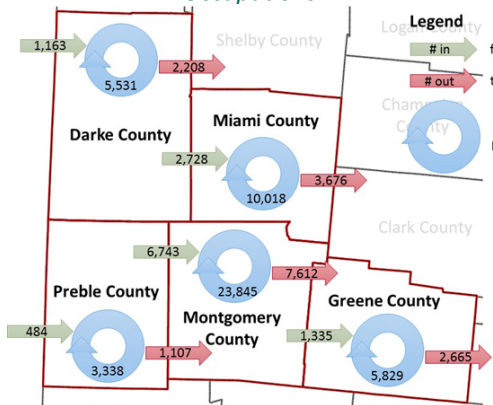 Legend
1,163
Shelby County
# in
2,208
# out
5,531
Darke County
Miami County
County
2,728
3,676
10,018
Clark County
6,743
7,612
23,845
Preble County
Montgomery
County
Greene County
484
1,335
1,107
3,338
2,665
5,829